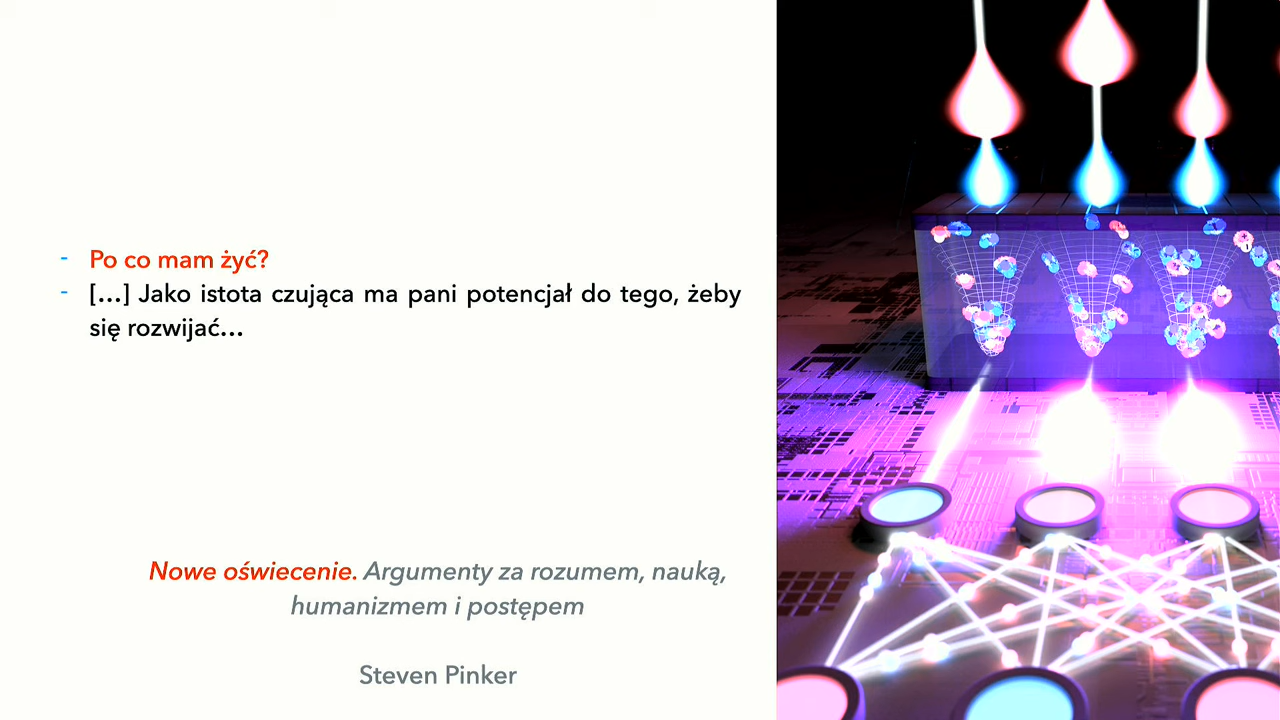 - Po co mam żyć?
- […] Jako istota czująca ma pani potencjał do tego, żeby
się rozwijać…
Nowe oświecenie. Argumenty za rozumem, nauką,
humanizmem i postępem
Steven Pinker